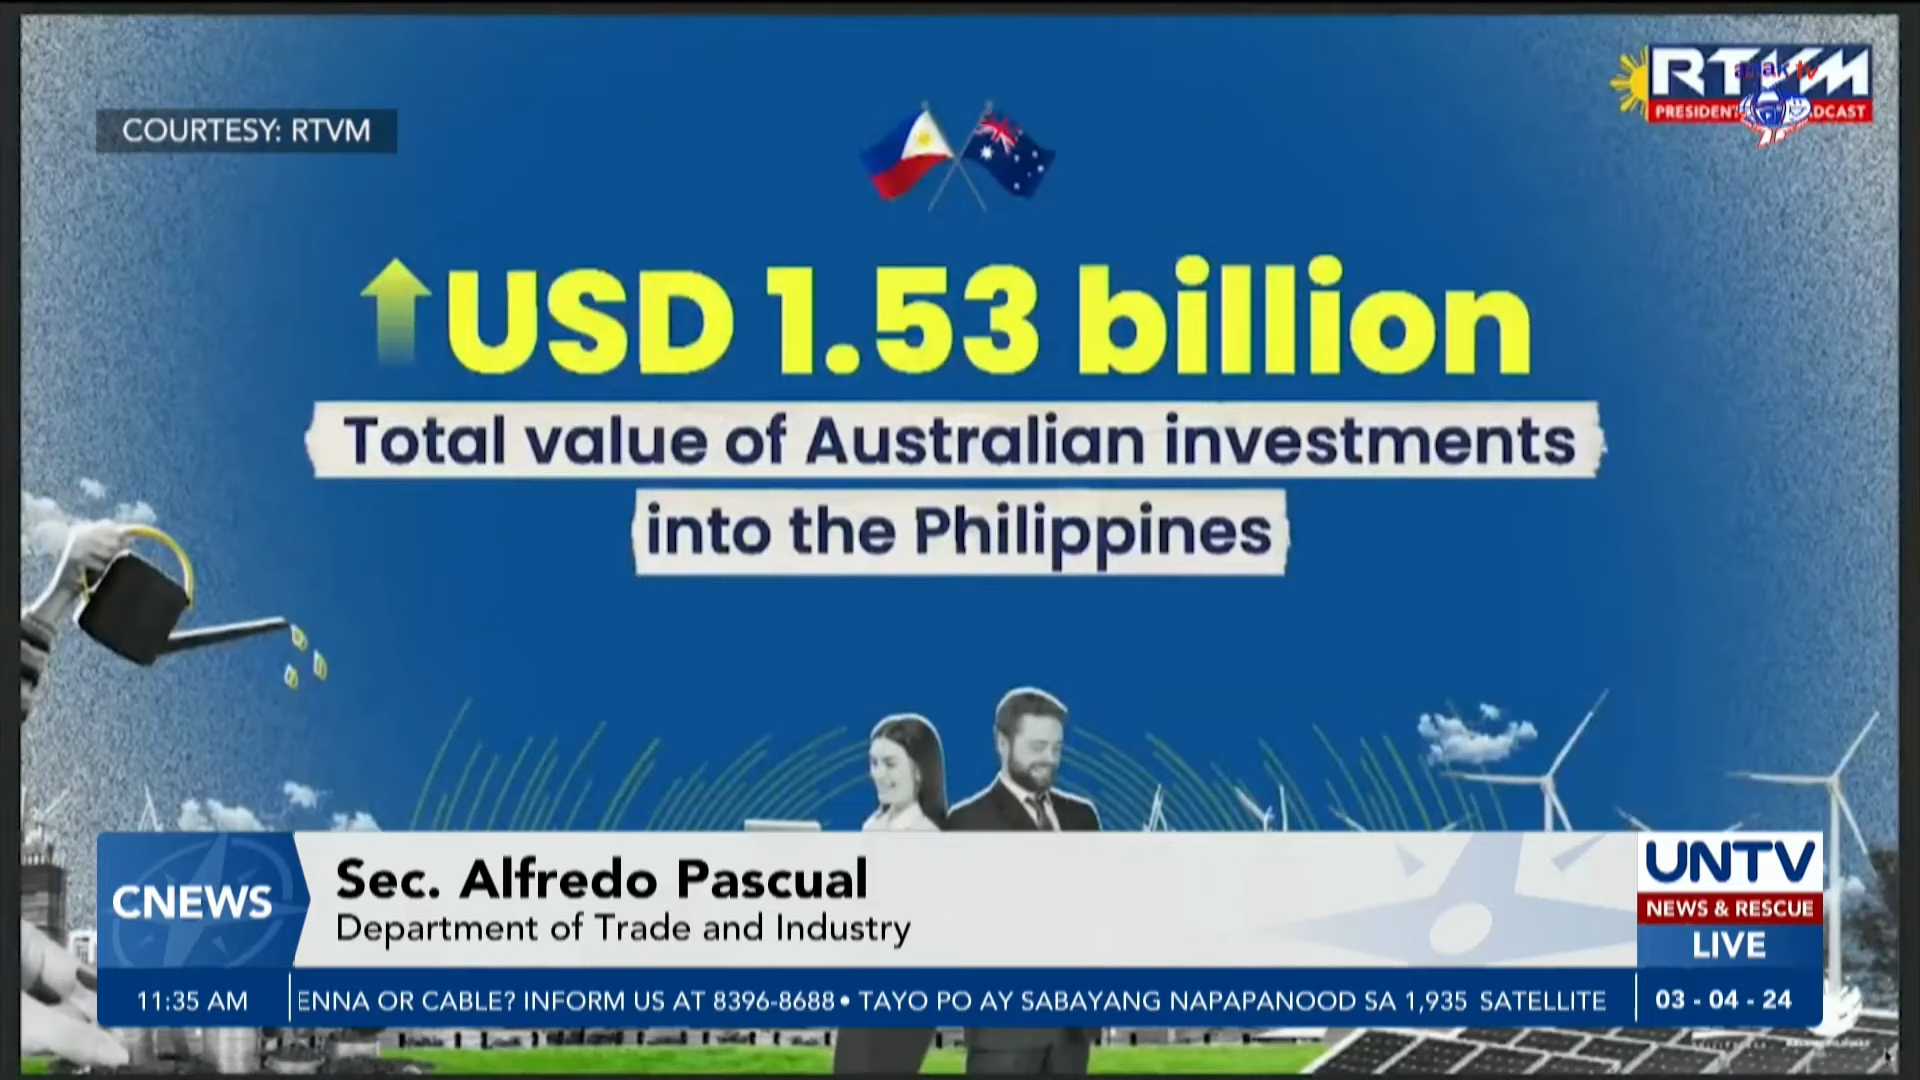 COURTESY: RTVM
RTVM
anak tv
USD 1.53 billion
Total value of Australian investments
into the Philippines
CNEWS
Sec. Alfredo Pascual
Department of Trade and Industry
UNTV
NEWS & RESCUE
LIVE
11:35 AM
ENNA OR CABLE? INFORM US AT 8396-8688• TAYO PO AY SABAYANG NAPAPANOOD SA 1,935 SATELLITE
03 - 04 - 24